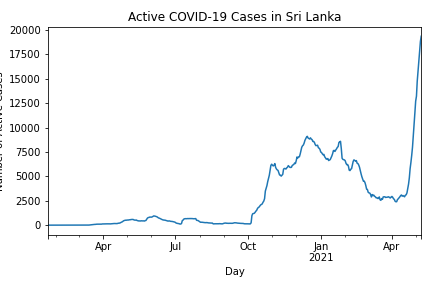 Active COVID-19 Cases in Sri Lanka
20000
17500
15000
12500
10000
7500
5000
2500
0
Number of Active Cases
Apr Jul Oct Jan Apr
2021
Day